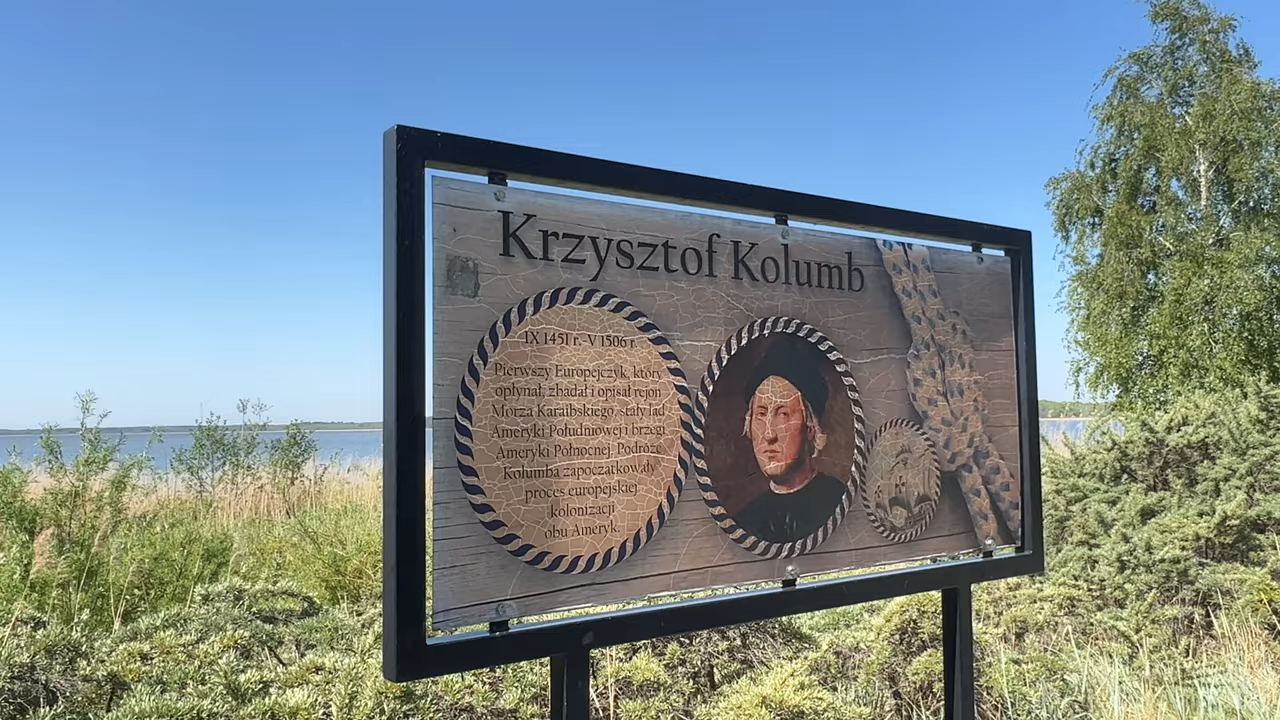 Krzysztof Kolumb
IX 1451 r. - V 1506 r.
Pierwszy Europejczyk, który
opłynął, zbadał i opisał rejon
Morza Karaibskiego, stały ląd
Ameryki Południowej i brzegi
Ameryki Północnej. Podróże
Kolumba zapoczątkowały
proces europejskiej
kolonizacji
obu Ameryk.